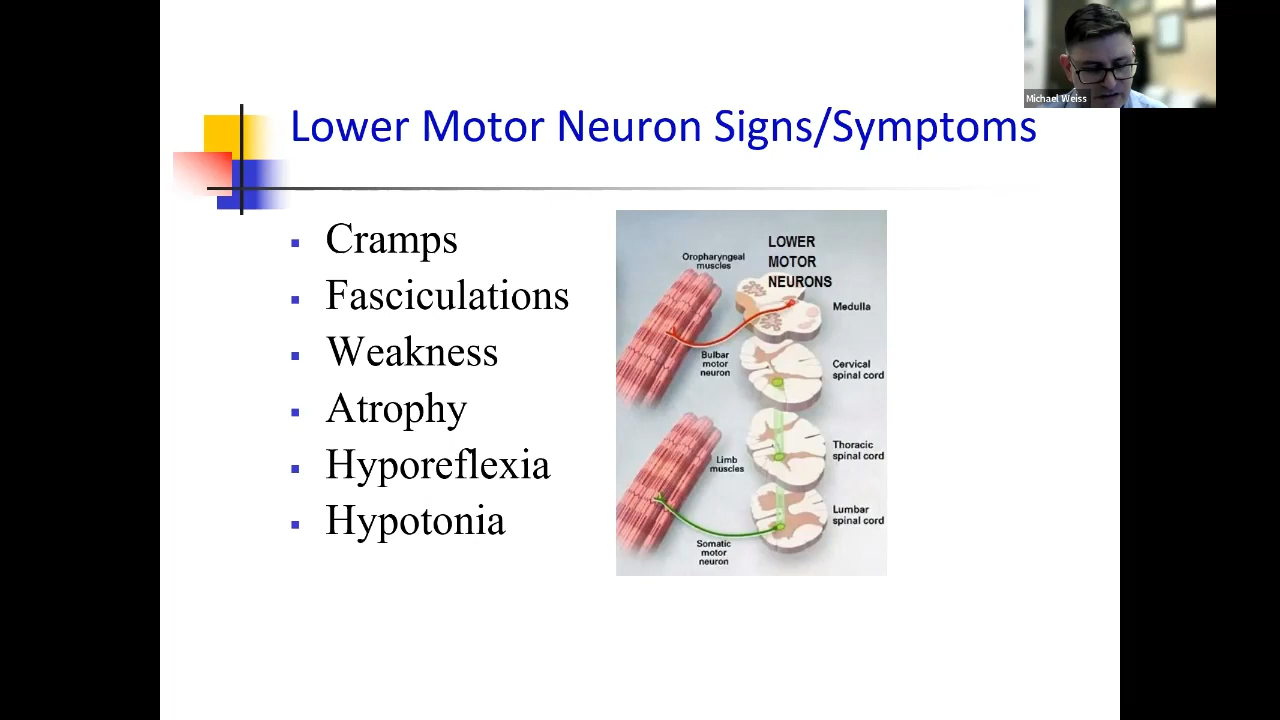 Michael Weiss
Lower Motor Neuron Signs/Symptoms
Cramps
Fasciculations
Weakness
Atrophy
Hyporeflexia
Hypotonia
LOWER
MOTOR
NEURONS
Oropharyngeal
muscles
Medulla
Bulbar
motor
neuron
Cervical
spinal cord
Thoracic
spinal cord
Limb
muscles
Lumbar
spinal cord
Somatic
motor
neuron